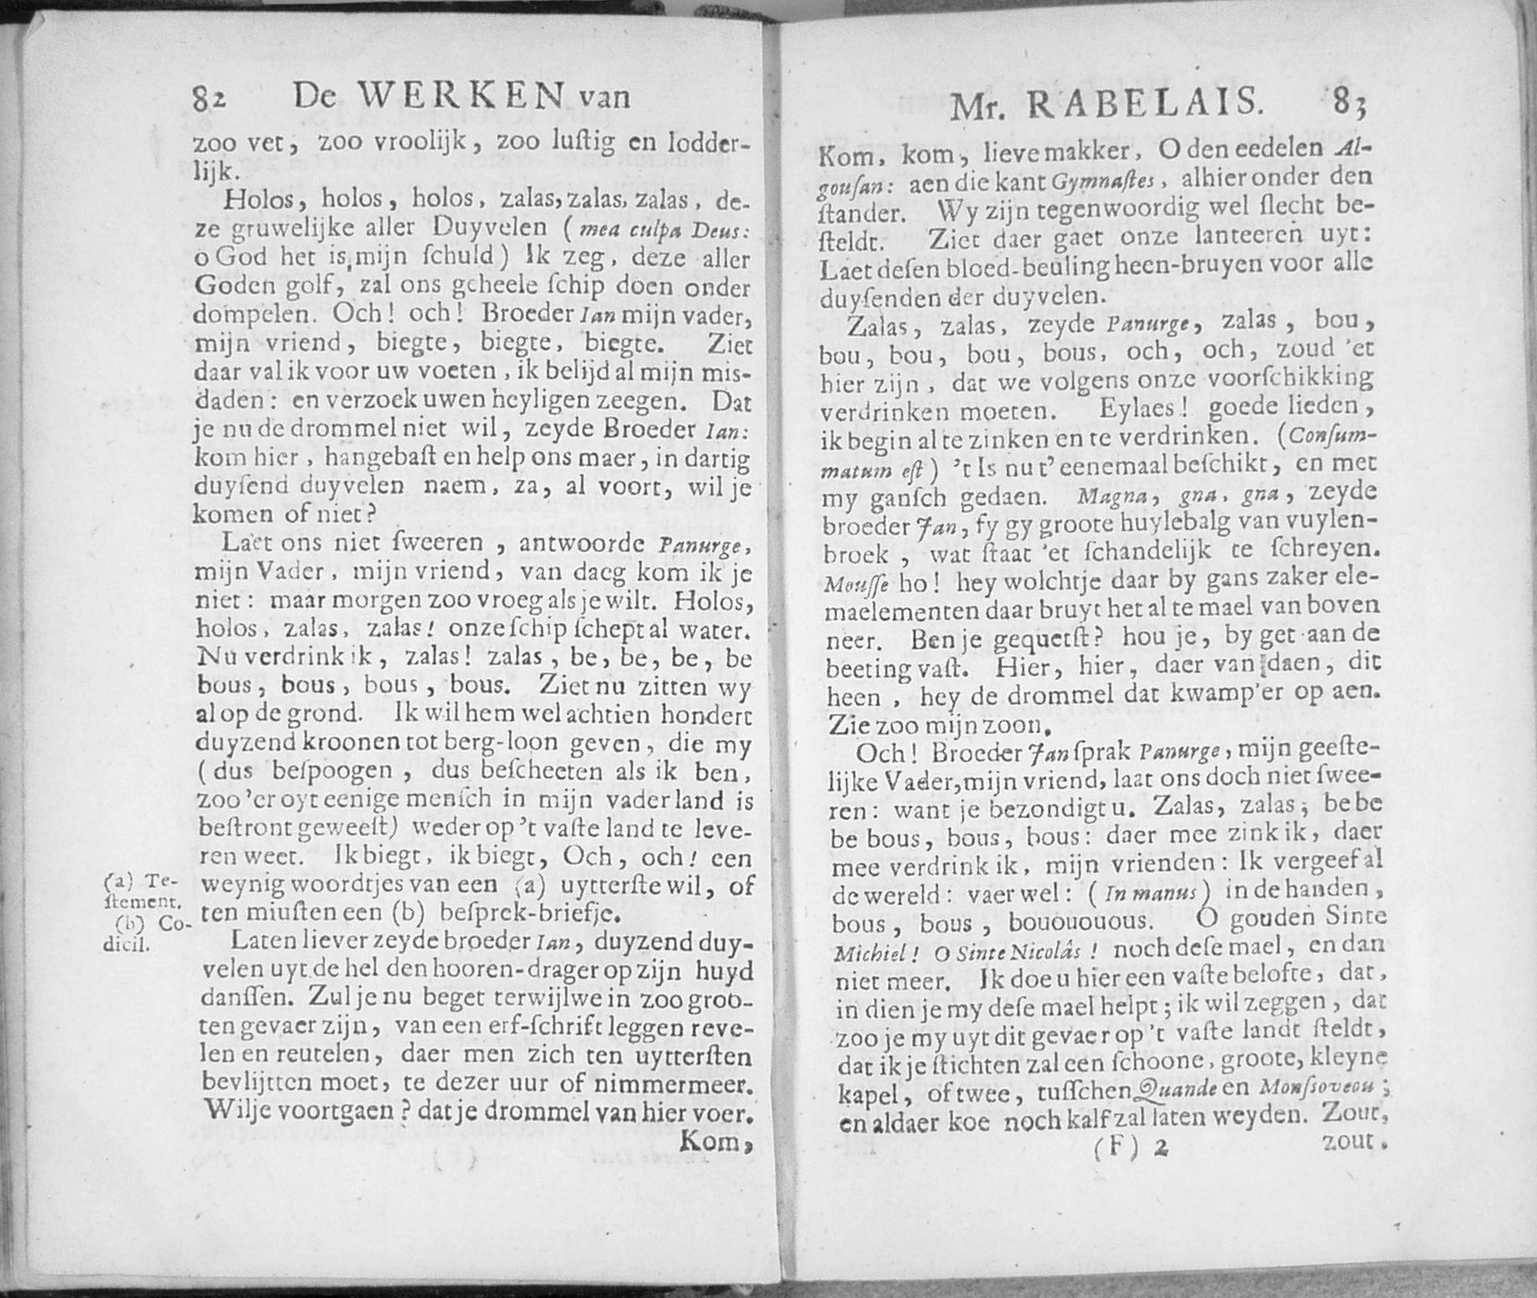 82 De WERKEN van
zoo vet, zoo vroolijk, zoo luſtig en lodder-
lijk.
Holos, holos, holos, zalas, zalas, zalas, de-
ze gruwelijke aller Duyvelen (mea culpa Deus:
o God het is mijn ſchuld) Ik zeg, deze aller
Goden golf, zal ons geheele ſchip doen onder
dompelen. Och! och! Broeder Ian mijn vader,
mijn vriend, biegte, biegte, biegte. Ziet
daar val ik voor uw voeten, ik belijd al mijn mis-
daden: en verzoek uwen heyligen zeegen. Dat
je nu de drommel niet wil, zeyde Broeder Ian:
kom hier, hangebaſt en help ons maer, in dartig
duyſend duyvelen naem, za, al voort, wil je
komen of niet?
Laet ons niet ſweeren, antwoorde Panurge,
mijn Vader, mijn vriend, van daeg kom ik je
niet: maar morgen zoo vroeg als je wilt. Holos,
holos, zalas, zalas! onze ſchip ſchept al water.
Nu verdrink ik, zalas! zalas, be, be, be, be
bous, bous, bous, bous. Ziet nu zitten wy
al op de grond. Ik wil hem wel achtien hondert
duyzend kroonen tot berg-loon geven, die my
(dus beſpoogen, dus beſcheeten als ik ben,
zoo 'er oyt eenige menſch in mijn vaderland is
beſtront geweeſt) weder op 't vaſte land te leve-
ren weet. Ik biegt, ik biegt, Och, och! een
weynig woordtjes van een (a) uytterſte wil, of
ten miuſten een (b) beſprek-briefje.
(a) Te-
ſtement.
(b) Co-
dicil.
Laten liever zeyde broeder Ian, duyzend duy-
velen uyt de hel den hooren-drager op zijn huyd
danſſen. Zul je nu beget terwijl we in zoo groo-
ten gevaer zijn, van een erf-ſchrift leggen reve-
len en reutelen, daer men zich ten uytterſten
bevlijtten moet, te dezer uur of nimmermeer.
Wilje voortgaen? dat je drommel van hier voer.
Kom,
Mr. RABELAIS. 83
Kom, kom, lieve makker, O den eedelen Al-
gouſan: aen die kant Gymnaſtes, alhier onder den
ſtander. Wy zijn tegenwoordig wel ſlecht be-
ſteldt. Ziet daer gaet onze lanteeren uyt:
Laet deſen bloed-beuling heen-bruyen voor alle
duyſenden der duyvelen.
Zalas, zalas, zeyde Panurge, zalas, bou,
bou, bou, bou, bous, och, och, zoud 'et
hier zijn, dat we volgens onze voorſchikking
verdrinken moeten. Eylaes! goede lieden,
ik begin al te zinken en te verdrinken. (Conſum-
matum eſt) 't Is nu t' eenemaal beſchikt, en met
my ganſch gedaen. Magna, gna, gna, zeyde
broeder Jan, fy gy groote huylebalg van vuylen-
broek, wat ſtaat 'et ſchandelijk te ſchreyen.
Mouſſe ho! hey wolchtje daar by gans zaker ele-
maelementen daar bruyt het al te mael van boven
neer. Ben je gequetſt? hou je, by get aan de
beeting vaſt. Hier, hier, daer van daen, dit
heen, hey de drommel dat kwamp'er op aen.
Zie zoo mijn zoon.
Och! Broeder Jan ſprak Panurge, mijn geeſte-
lijke Vader, mijn vriend, laat ons doch niet ſwee-
ren: want je bezondigt u. Zalas, zalas; be be
be bous, bous, bous: daer mee zink ik, daer
mee verdrink ik, mijn vrienden: Ik vergeef al
de wereld: vaer wel: (In manus) in de handen,
bous, bous, bouououous. O gouden Sinte
Michiel! O Sinte Nicolâs! noch deſe mael, en dan
niet meer. Ik doe u hier een vaſte belofte, dat,
in dien je my deſe mael helpt; ik wil zeggen, dat
zoo je my uyt dit gevaer op 't vaſte landt ſteldt,
dat ik je ſtichten zal een ſchoone, groote, kleyne
kapel, of twee, tuſſchen Quande en Monſſoveou;
en aldaer koe noch kalf zal laten weyden. Zout,
(F) 2 zout.